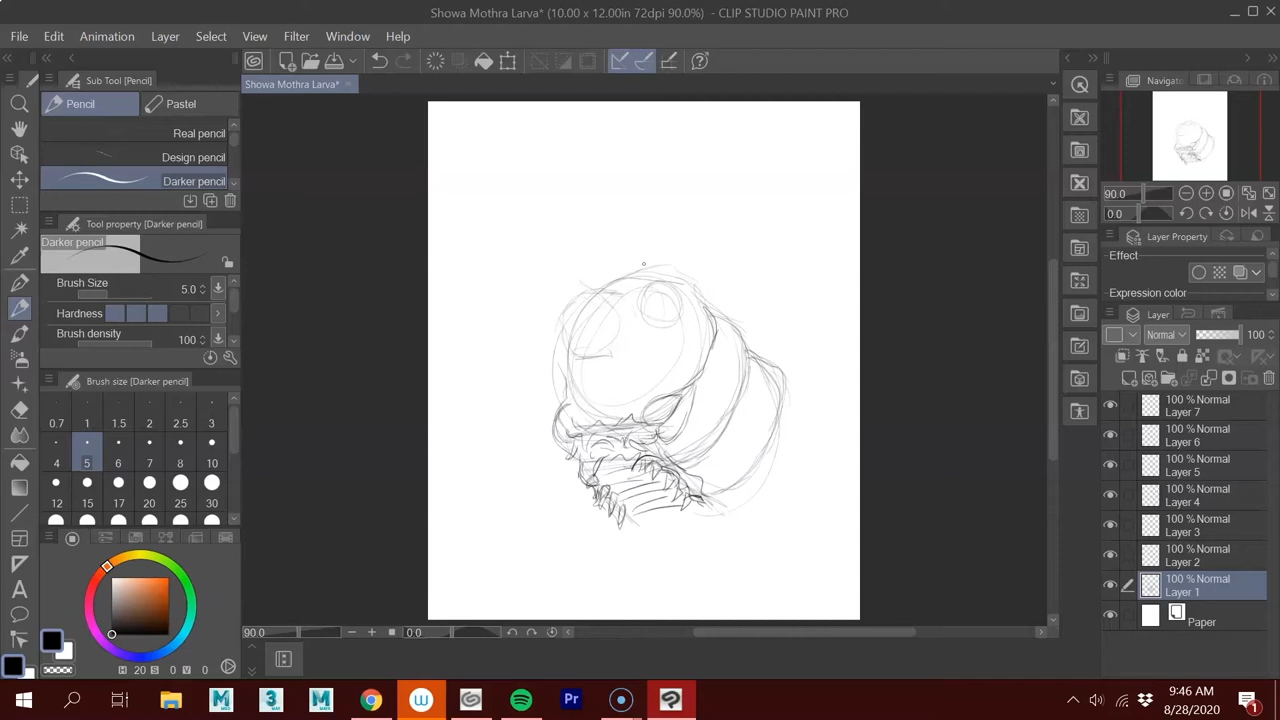 Showa Mothra Larva* (10.00 x 12.00in 72dpi 90.0%) - CLIP STUDIO PAINT PRO
File Edit Animation Layer Select View Filter Window Help
Sub Tool [Pencil]
Showa Mothra Larva*
Navigato
Pencil Pastel
Real pencil
Design pencil
Darker pencil
90.0
0.0
Tool property [Darker pencil]
Layer Property
Darker pencil
Effect
Brush Size 5.0
Expression color
Hardness
Layer
Brush density 100
Normal 100
Brush size [Darker pencil]
0.7 1 1.5 2 2.5 3
4 5 6 7 8 10
12 15 17 20 25 30
100 % Normal
Layer 7
100 % Normal
Layer 6
100 % Normal
Layer 5
100 % Normal
Layer 4
100 % Normal
Layer 3
100 % Normal
Layer 2
100 % Normal
Layer 1
Paper
90.0 0.0
H 20 S 0 V 0
9:46 AM
8/28/2020
1